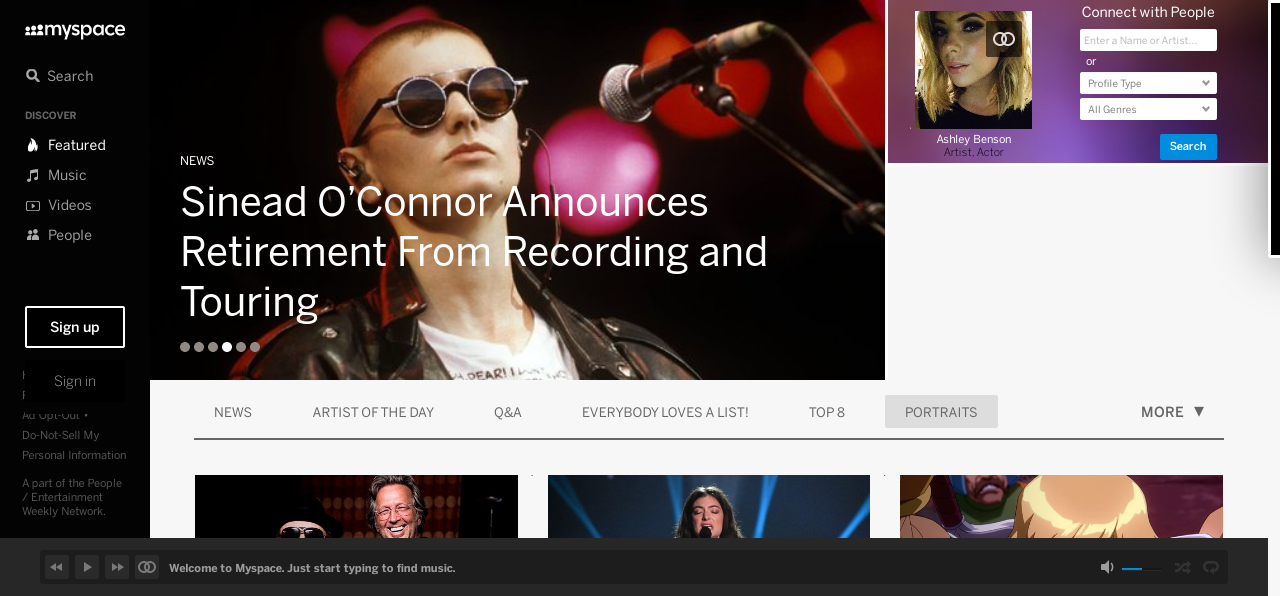 myspace
Search
DISCOVER
Featured
Music
Videos
People
Sign up
Sign in
Ad Opt-Out •
Do-Not-Sell My
Personal Information
A part of the People
/ Entertainment
Weekly Network.
NEWS
Sinead O'Connor Announces
Retirement From Recording and
Touring
Connect with People
Enter a Name or Artist...
or
Profile Type
All Genres
Search
Ashley Benson
Artist, Actor
NEWS
ARTIST OF THE DAY
Q&A
EVERYBODY LOVES A LIST!
TOP 8
PORTRAITS
MORE ▼
Welcome to Myspace. Just start typing to find music.